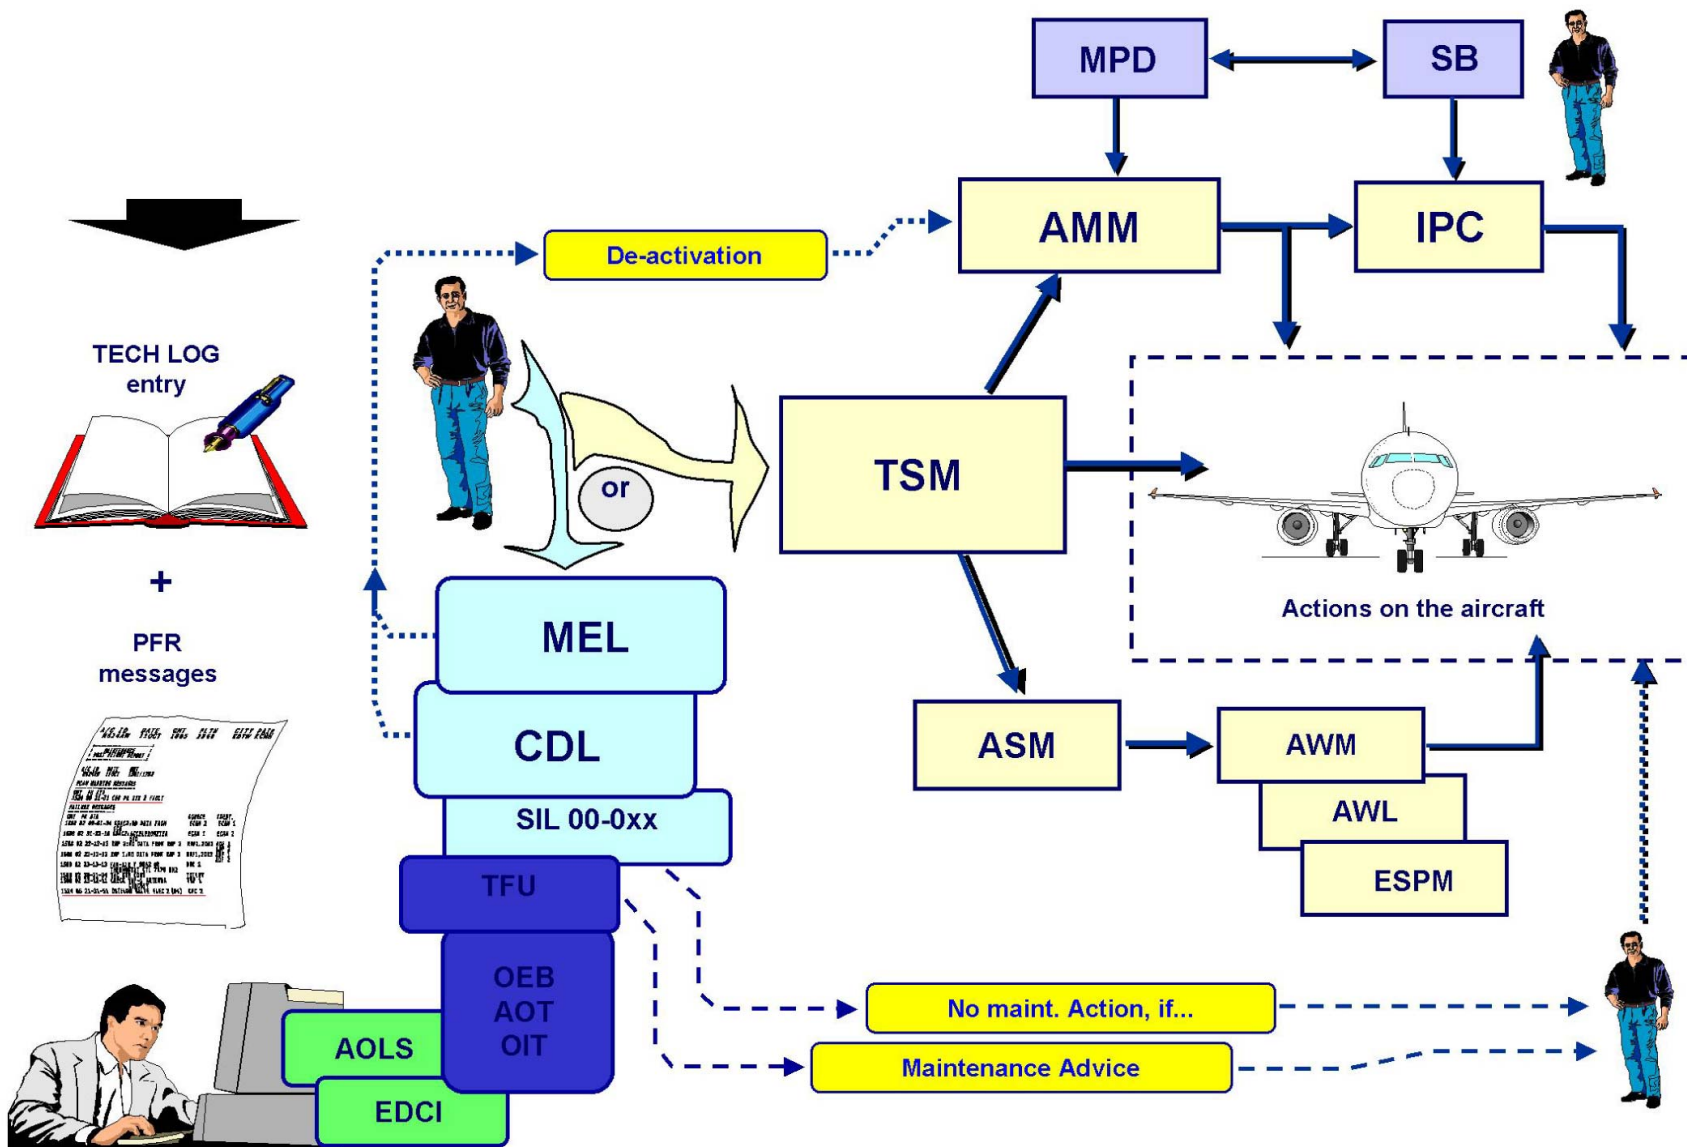 MPD
SB
AMM
IPC
De-activation
TECH LOG
entry
or
TSM
+
PFR
messages
Actions on the aircraft
MEL
CDL
SIL 00-0xx
TFU
OEB
AOT
OIT
AOLS
EDCI
ASM
AWM
AWL
ESPM
No maint. Action, if...
Maintenance Advice